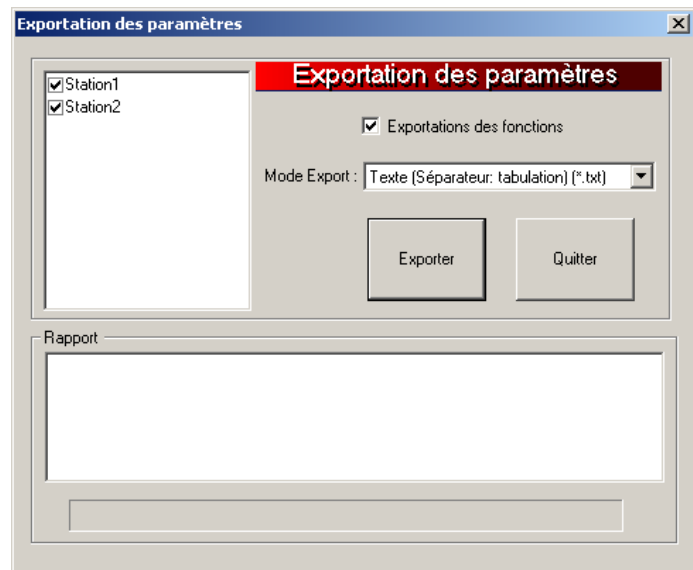 Exportation des paramètres
Station1
Station2
Exportation des paramètres
Exportations des fonctions
Mode Export :
Texte (Séparateur: tabulation) (*.txt)
Exporter
Quitter
Rapport